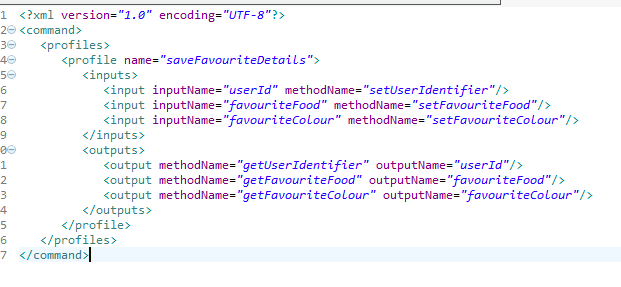 1 <?xml version="1.0" encoding="UTF-8"?>
2 <command>
3 <profiles>
4 <profile name="saveFavouriteDetails">
5 <inputs>
6 <input inputName="userId" methodName="setUserIdentifier"/>
7 <input inputName="favouriteFood" methodName="setFavouriteFood"/>
8 <input inputName="favouriteColour" methodName="setFavouriteColour"/>
9 </inputs>
0 <outputs>
1 <output methodName="getUserIdentifier" outputName="userId"/>
2 <output methodName="getFavouriteFood" outputName="favouriteFood"/>
3 <output methodName="getFavouriteColour" outputName="favouriteColour"/>
4 </outputs>
5 </profile>
6 </profiles>
7 </command>